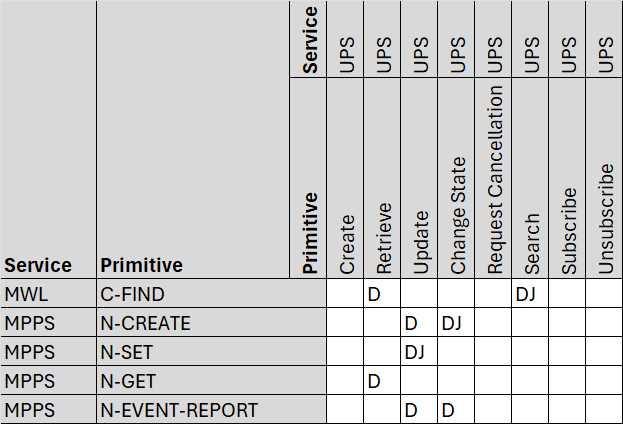 Service UPS UPS UPS UPS UPS UPS UPS UPS
Service Primitive Primitive Create Retrieve Update Change State Request Cancellation Search Subscribe Unsubscribe
MWL C-FIND D DJ
MPPS N-CREATE D DJ
MPPS N-SET DJ
MPPS N-GET D
MPPS N-EVENT-REPORT D D